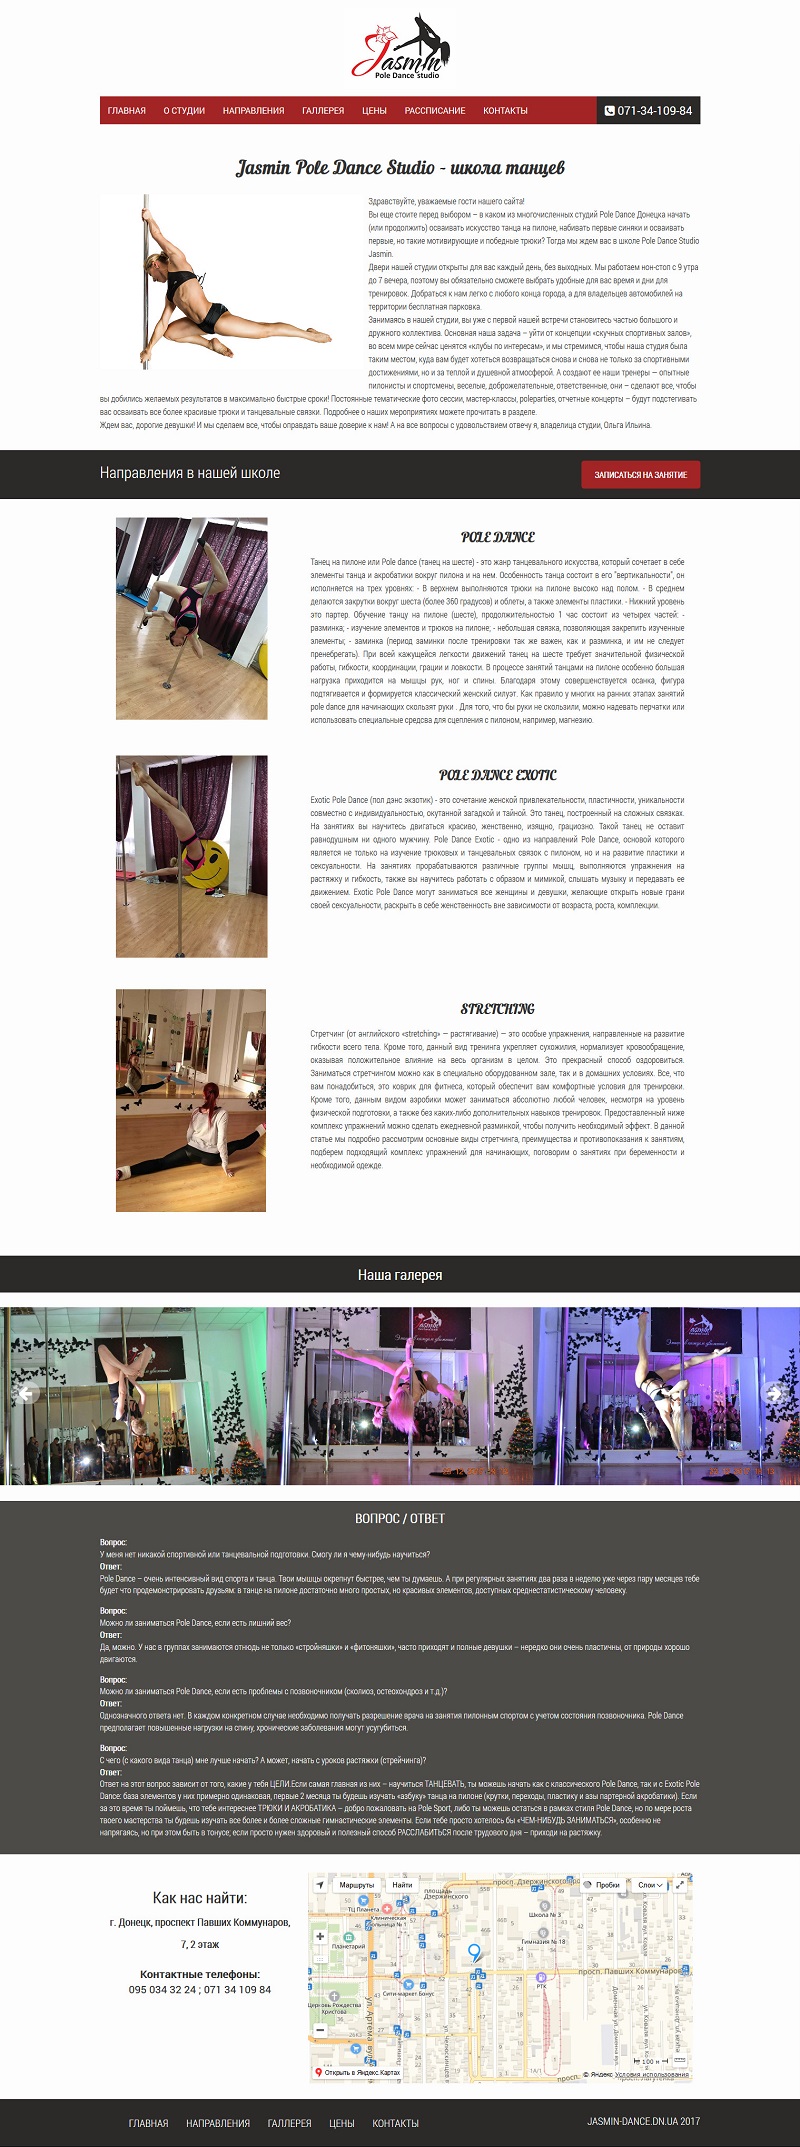 Jasmin
Pole Dance studio
ГЛАВНАЯ О СТУДИИ НАПРАВЛЕНИЯ ГАЛЛЕРЕЯ ЦЕНЫ РАССПИСАНИЕ КОНТАКТЫ 071-34-109-84
Jasmin Pole Dance Studio - школа танцев
Здравствуйте, уважаемые гости нашего сайта!
Вы еще стоите перед выбором – в каком из многочисленных студий Pole Dance Донецка начать
(или продолжить) осваивать искусство танца на пилоне, набивать первые синяки и осваивать
первые, но такие мотивирующие и победные трюки? Тогда мы ждем вас в школе Pole Dance Studio
Jasmin.
Двери нашей студии открыты для вас каждый день, без выходных. Мы работаем нон-стоп с 9 утра
до 7 вечера, поэтому вы обязательно сможете выбрать удобные для вас время и дни для
тренировок. Добраться к нам легко с любого конца города, а для владельцев автомобилей на
территории бесплатная парковка.
Занимаясь в нашей студии, вы уже с первой нашей встречи становитесь частью большого и
дружного коллектива. Основная наша задача – уйти от концепции «скучных спортивных залов»,
во всем мире сейчас ценятся «клубы по интересам», и мы стремимся, чтобы наша студия была
таким местом, куда вам будет хотеться возвращаться снова и снова не только за спортивными
достижениями, но и за теплой и душевной атмосферой. А создают ее наши тренеры — опытные
пилонисты и спортсмены, веселые, доброжелательные, ответственные, они – сделают все, чтобы
вы добились желаемых результатов в максимально быстрые сроки! Постоянные тематические фото сессии, мастер-классы, poleparties, отчетные концерты – будут подстегивать
вас осваивать все более красивые трюки и танцевальные связки. Подробнее о наших мероприятиях можете прочитать в разделе.
Ждем вас, дорогие девушки! И мы сделаем все, чтобы оправдать ваше доверие к нам! А на все вопросы с удовольствием отвечу я, владелица студии, Ольга Ильина.
Направления в нашей школе
ЗАПИСАТЬСЯ НА ЗАНЯТИЕ
POLE DANCE
Танец на пилоне или Pole dance (танец на шесте) - это жанр танцевального искусства, который сочетает в себе
элементы танца и акробатики вокруг пилона и на нем. Особенность танца состоит в его "вертикальности", он
исполняется на трех уровнях: - В верхнем выполняются трюки на пилоне высоко над полом. - В среднем
делаются закрутки вокруг шеста (более 360 градусов) и облеты, а также элементы пластики. - Нижний уровень
это партер. Обучение танцу на пилоне (шесте), продолжительностью 1 час состоит из четырех частей: -
разминка; - изучение элементов и трюков на пилоне; - небольшая связка, позволяющая закрепить изученные
элементы; - заминка (период заминки после тренировки так же важен, как и разминка, и им не следует
пренебрегать). При всей кажущейся легкости движений танец на шесте требует значительной физической
работы, гибкости, координации, грации и ловкости. В процессе занятий танцами на пилоне особенно большая
нагрузка приходится на мышцы рук, ног и спины. Благодаря этому совершенствуется осанка, фигура
подтягивается и формируется классический женский силуэт. Как правило у многих на ранних этапах занятий
pole dance для начинающих скользят руки . Для того, что бы руки не скользили, можно надевать перчатки или
использовать специальные средсва для сцепления с пилоном, например, магнезию.
POLE DANCE EXOTIC
Exotic Pole Dance (пол дэнс экзотик) - это сочетание женской привлекательности, пластичности, уникальности
совместно с индивидуальностью, окутанной загадкой и тайной. Это танец, построенный на сложных связках.
На занятиях вы научитесь двигаться красиво, женственно, изящно, грациозно. Такой танец не оставит
равнодушным ни одного мужчину. Pole Dance Exotic - одно из направлений Pole Dance, основой которого
является не только на изучение трюковых и танцевальных связок с пилоном, но и на развитие пластики и
сексуальности. На занятиях прорабатываются различные группы мышц, выполняются упражнения на
растяжку и гибкость, также вы научитесь работать с образом и мимикой, слышать музыку и передавать ее
движением. Exotic Pole Dance могут заниматься все женщины и девушки, желающие открыть новые грани
своей сексуальности, раскрыть в себе женственность вне зависимости от возраста, роста, комплекции.
STRETCHING
Стретчинг (от английского «stretching» — растягивание) — это особые упражнения, направленные на развитие
гибкости всего тела. Кроме того, данный вид тренинга укрепляет сухожилия, нормализует кровообращение,
оказывая положительное влияние на весь организм в целом. Это прекрасный способ оздоровиться.
Заниматься стретчингом можно как в специально оборудованном зале, так и в домашних условиях. Все, что
вам понадобиться, это коврик для фитнеса, который обеспечит вам комфортные условия для тренировки.
Кроме того, данным видом аэробики может заниматься абсолютно любой человек, несмотря на уровень
физической подготовки, а также без каких-либо дополнительных навыков тренировок. Предоставленный ниже
комплекс упражнений можно сделать ежедневной разминкой, чтобы получить необходимый эффект. В данной
статье мы подробно рассмотрим основные виды стретчинга, преимущества и противопоказания к занятиям,
подберем подходящий комплекс упражнений для начинающих, поговорим о занятиях при беременности и
необходимой одежде.
Наша галерея
ВОПРОС / ОТВЕТ
Вопрос:
У меня нет никакой спортивной или танцевальной подготовки. Смогу ли я чему-нибудь научиться?
Ответ:
Pole Dance – очень интенсивный вид спорта и танца. Твои мышцы окрепнут быстрее, чем ты думаешь. А при регулярных занятиях два раза в неделю уже через пару месяцев тебе
будет что продемонстрировать друзьям: в танце на пилоне достаточно много простых, но красивых элементов, доступных среднестатистическому человеку.
Вопрос:
Можно ли заниматься Pole Dance, если есть лишний вес?
Ответ:
Да, можно. У нас в группах занимаются отнюдь не только «стройняшки» и «фитоняшки», часто приходят и полные девушки – нередко они очень пластичны, от природы хорошо
двигаются.
Вопрос:
Можно ли заниматься Pole Dance, если есть проблемы с позвоночником (сколиоз, остеохондроз и т.д.)?
Ответ:
Однозначного ответа нет. В каждом конкретном случае необходимо получать разрешение врача на занятия пилонным спортом с учетом состояния позвоночника. Pole Dance
предполагает повышенные нагрузки на спину, хронические заболевания могут усугубиться.
Вопрос:
С чего (с какого вида танца) мне лучше начать? А может, начать с уроков растяжки (стрейчинга)?
Ответ:
Ответ на этот вопрос зависит от того, какие у тебя ЦЕЛИ.Если самая главная из них – научиться ТАНЦЕВАТЬ, ты можешь начать как с классического Pole Dance, так и с Exotic Pole
Dance: база элементов у них примерно одинаковая, первые 2 месяца ты будешь изучать «азбуку» танца на пилоне (крутки, переходы, пластику и азы партерной акробатики). Если
за это время ты поймешь, что тебе интереснее ТРЮКИ И АКРОБАТИКА – добро пожаловать на Pole Sport, либо ты можешь остаться в рамках стиля Pole Dance, но по мере роста
твоего мастерства ты будешь изучать все более и более сложные гимнастические элементы. Если тебе просто хотелось бы «ЧЕМ-НИБУДЬ ЗАНИМАТЬСЯ», особенно не
напрягаясь, но при этом быть в тонусе; если просто нужен здоровый и полезный способ РАССЛАБИТЬСЯ после трудового дня – приходи на растяжку.
Как нас найти:
г. Донецк, проспект Павших Коммунаров,
7, 2 этаж
Контактные телефоны:
095 034 32 24 ; 071 34 109 84
Маршруты Найти Пробки Слои
площадь
Дзержинского
просп. Дзержинского
ТЦ Планета
Клиническая
больница № 1
Школа № 3
Гимназия № 18
Планетарий
просп. Павших Коммунаров
РТК
Сити-маркет Бонус
Церковь Рождества
Христова
ул. Артема
1А/1
100 м
Открыть в Яндекс.Картах
© Яндекс Условия использования
ГЛАВНАЯ НАПРАВЛЕНИЯ ГАЛЛЕРЕЯ ЦЕНЫ КОНТАКТЫ
JASMIN-DANCE.DN.UA 2017